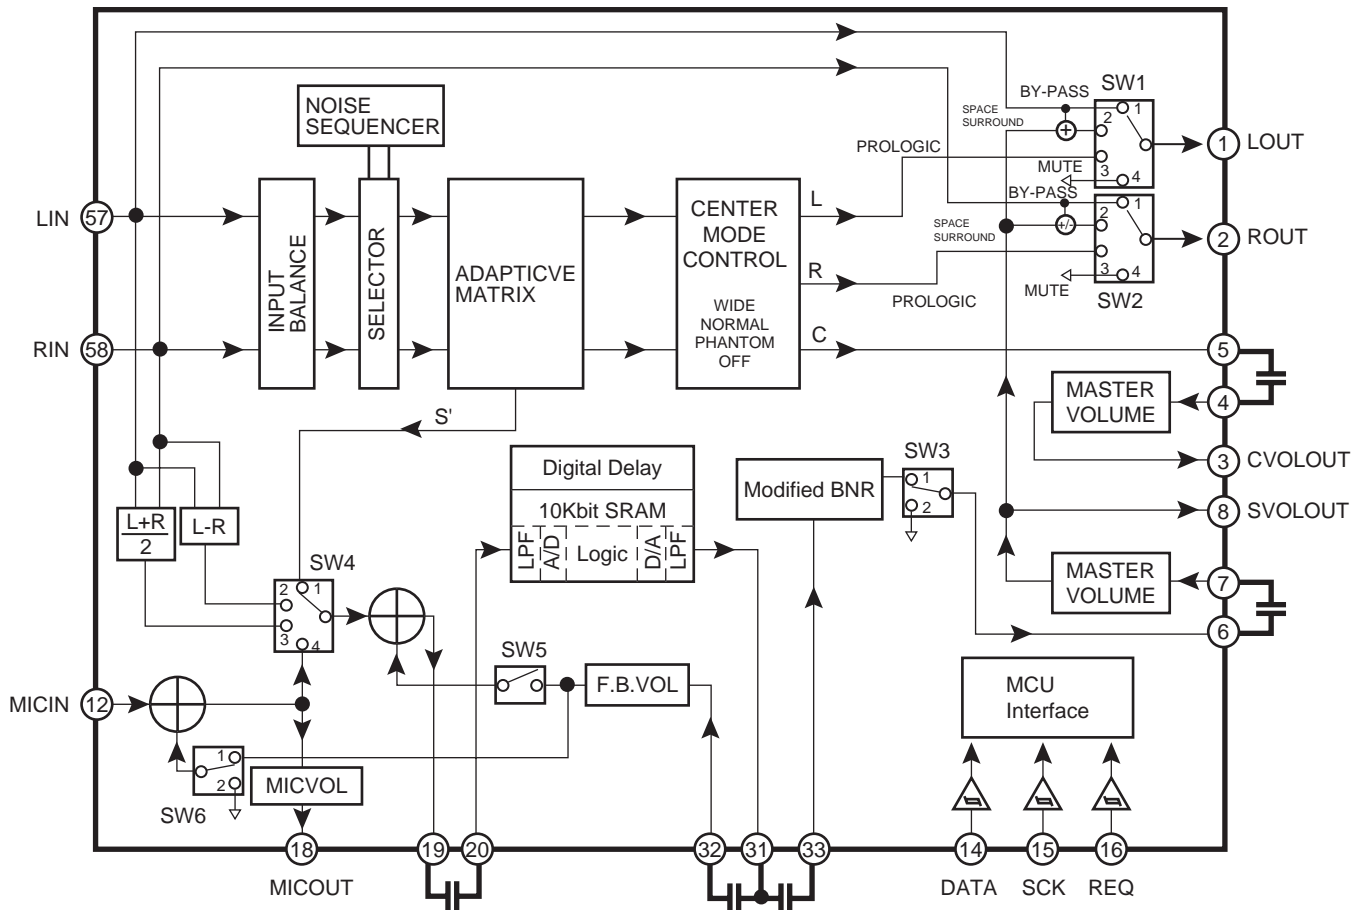 NOISE
SEQUENCER
BY-PASS
SW1
SPACE
SURROUND
+
1
2
3
4
MUTE
1
LOUT
PROLOGIC
LIN
57
INPUT
BALANCE
SELECTOR
ADAPTICVE
MATRIX
CENTER
MODE
CONTROL
WIDE
NORMAL
PHANTOM
OFF
L
R
C
BY-PASS
SPACE
SURROUND
+/-
1
2
3
4
MUTE
SW2
2
ROUT
PROLOGIC
RIN
58
5
MASTER
VOLUME
4
S'
3
CVOLOUT
8
SVOLOUT
Digital Delay
10Kbit SRAM
LPF
A/D
Logic
D/A
LPF
Modified BNR
SW3
1
2
L+R
2
L-R
MASTER
VOLUME
7
6
SW4
1
2
3
4
SW5
F.B.VOL
MCU
Interface
MICIN
12
1
2
SW6
MICVOL
18
19
20
32
31
33
14
15
16
MICOUT
DATA
SCK
REQ